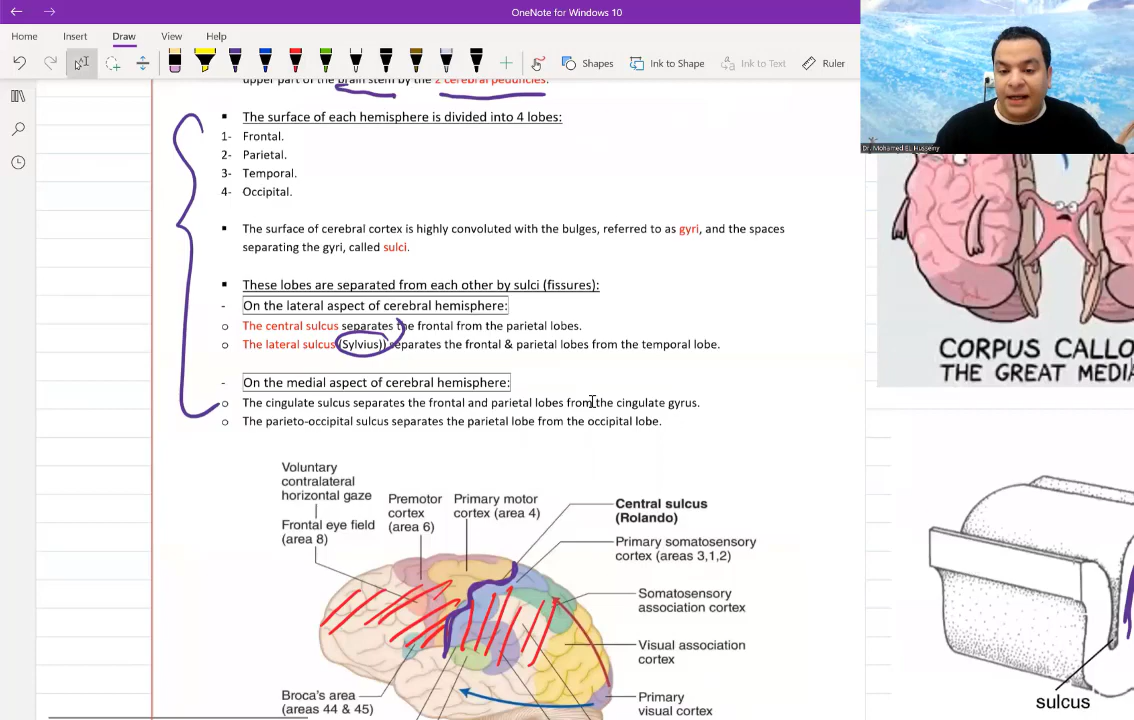 OneNote for Windows 10
Home Insert Draw View Help
Shapes Ink to Shape Ink to Text Ruler
Dr. Mohamed EL Husseiny
upper part of the brain stem by the 2 cerebral peduncles.
▪ The surface of each hemisphere is divided into 4 lobes:
1- Frontal.
2- Parietal.
3- Temporal.
4- Occipital.
▪ The surface of cerebral cortex is highly convoluted with the bulges, referred to as gyri, and the spaces
separating the gyri, called sulci.
▪ These lobes are separated from each other by sulci (fissures):
- On the lateral aspect of cerebral hemisphere:
o The central sulcus separates the frontal from the parietal lobes.
o The lateral sulcus (Sylvius)) separates the frontal & parietal lobes from the temporal lobe.
- On the medial aspect of cerebral hemisphere:
o The cingulate sulcus separates the frontal and parietal lobes from the cingulate gyrus.
o The parieto-occipital sulcus separates the parietal lobe from the occipital lobe.
Voluntary
contralateral
horizontal gaze
Frontal eye field
(area 8)
Premotor
cortex
(area 6)
Primary motor
cortex (area 4)
Central sulcus
(Rolando)
Primary somatosensory
cortex (areas 3,1,2)
Somatosensory
association cortex
Visual association
cortex
Primary
visual cortex
Broca's area
(areas 44 & 45)
CORPUS CALLO
THE GREAT MEDIA
sulcus